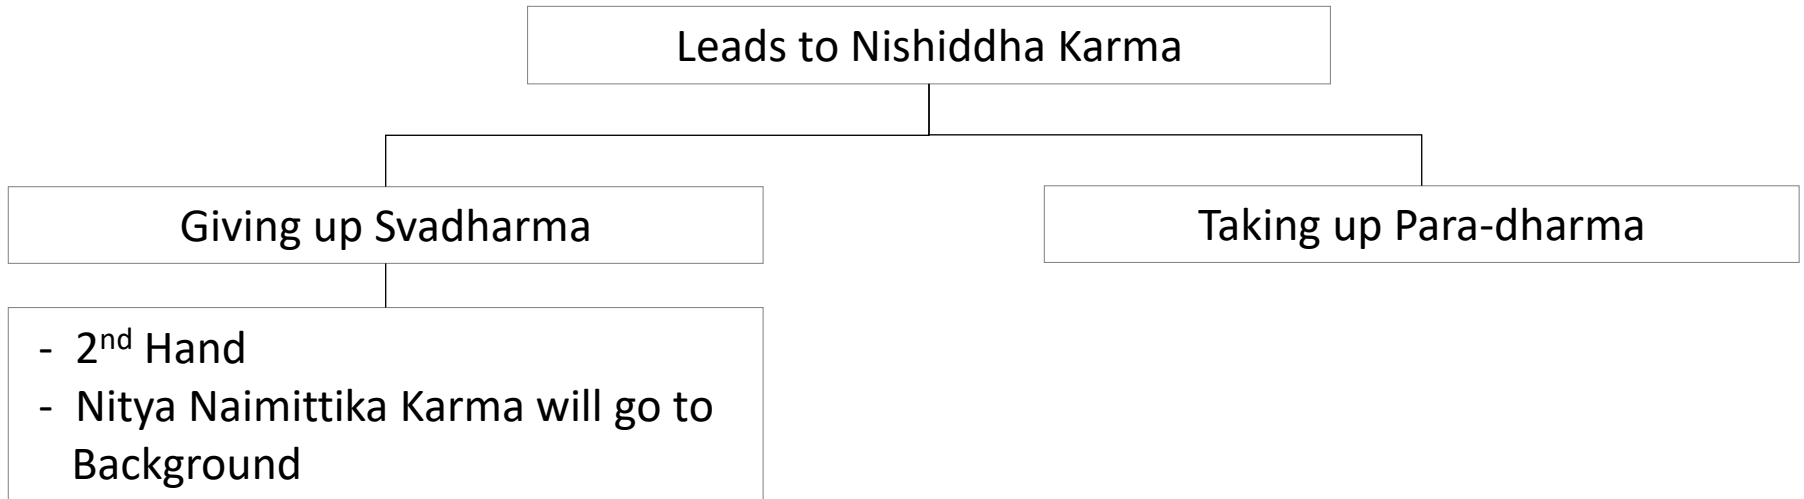 Leads to Nishiddha Karma
Giving up Svadharma
Taking up Para-dharma
- 2nd Hand
- Nitya Naimittika Karma will go to
Background